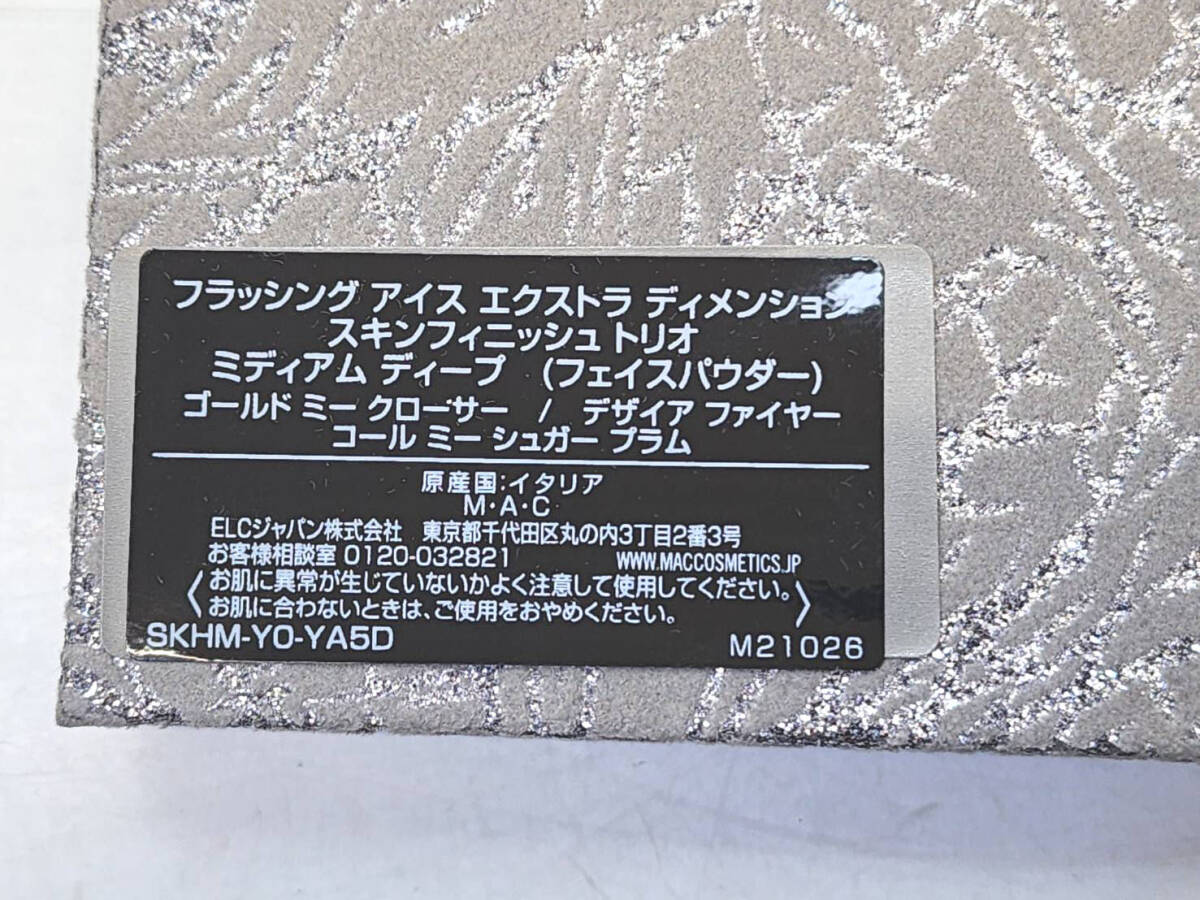 フラッシング アイス エクストラ ディメンション
スキンフィニッシュ トリオ
ミディアム ディープ (フェイスパウダー)
ゴールド ミー クローサー / デザイア ファイヤー
コール ミー シュガー プラム
原産国:イタリア
M・A・C
ELCジャパン株式会社 東京都千代田区丸の内3丁目2番3号
お客様相談室 0120-032821 WWW.MACCOSMETICS.JP
〈お肌に異常が生じていないかよく注意して使用してください。
お肌に合わないときは、ご使用をおやめください。〉
SKHM-Y0-YA5D M21026